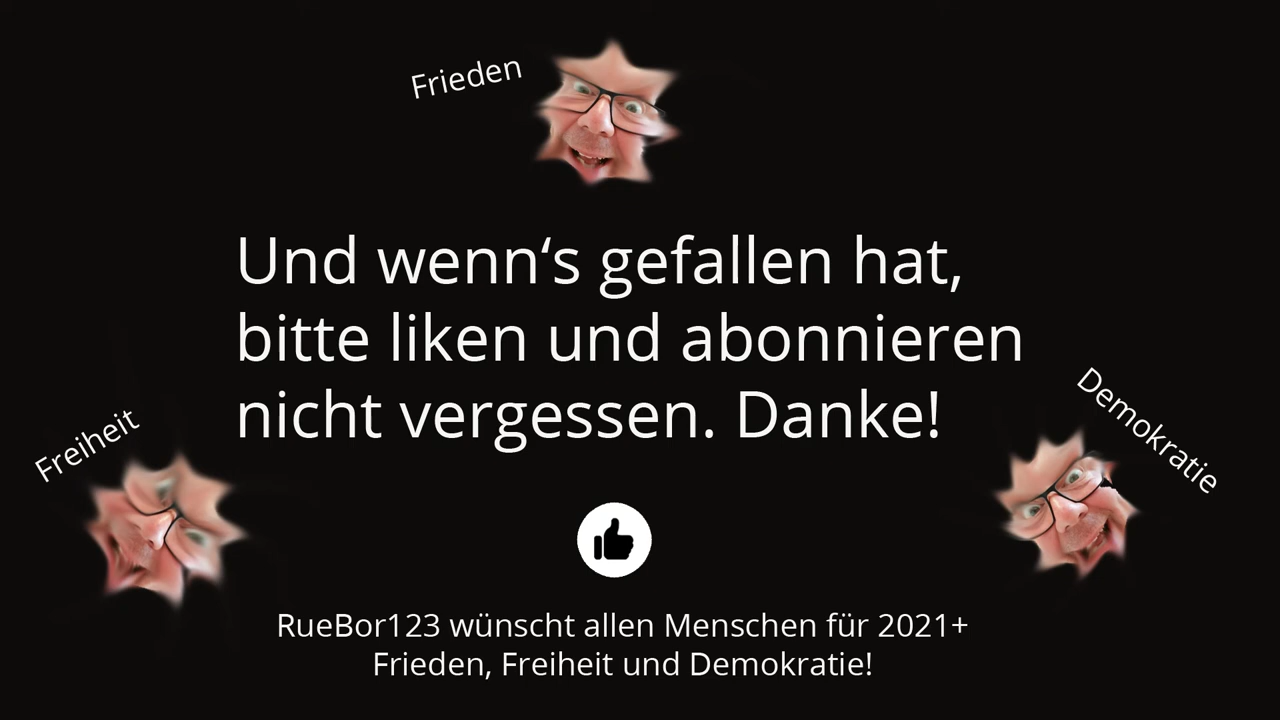 Frieden
Und wenn‘s gefallen hat,
bitte liken und abonnieren
nicht vergessen. Danke!
Freiheit
Demokratie
RueBor123 wünscht allen Menschen für 2021+
Frieden, Freiheit und Demokratie!